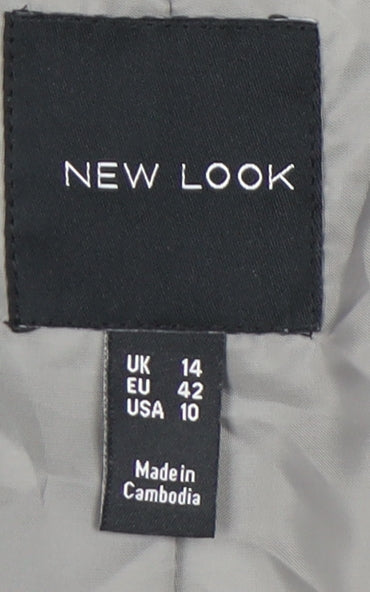 NEW LOOK
UK 14
EU 42
USA 10
Made in
Cambodia